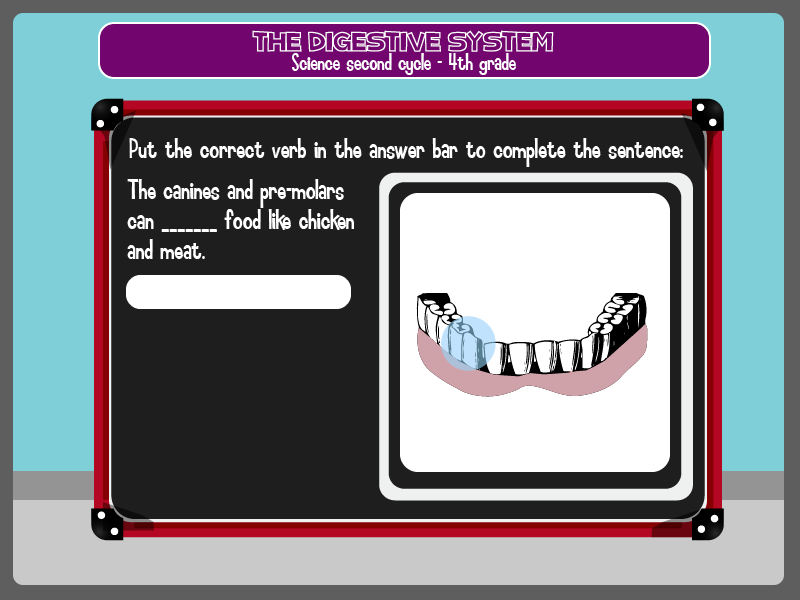 THE DIGESTIVE SYSTEM
Science second cycle - 4th grade
Put the correct verb in the answer bar to complete the sentence:
The canines and pre-molars
can _______ food like chicken
and meat.